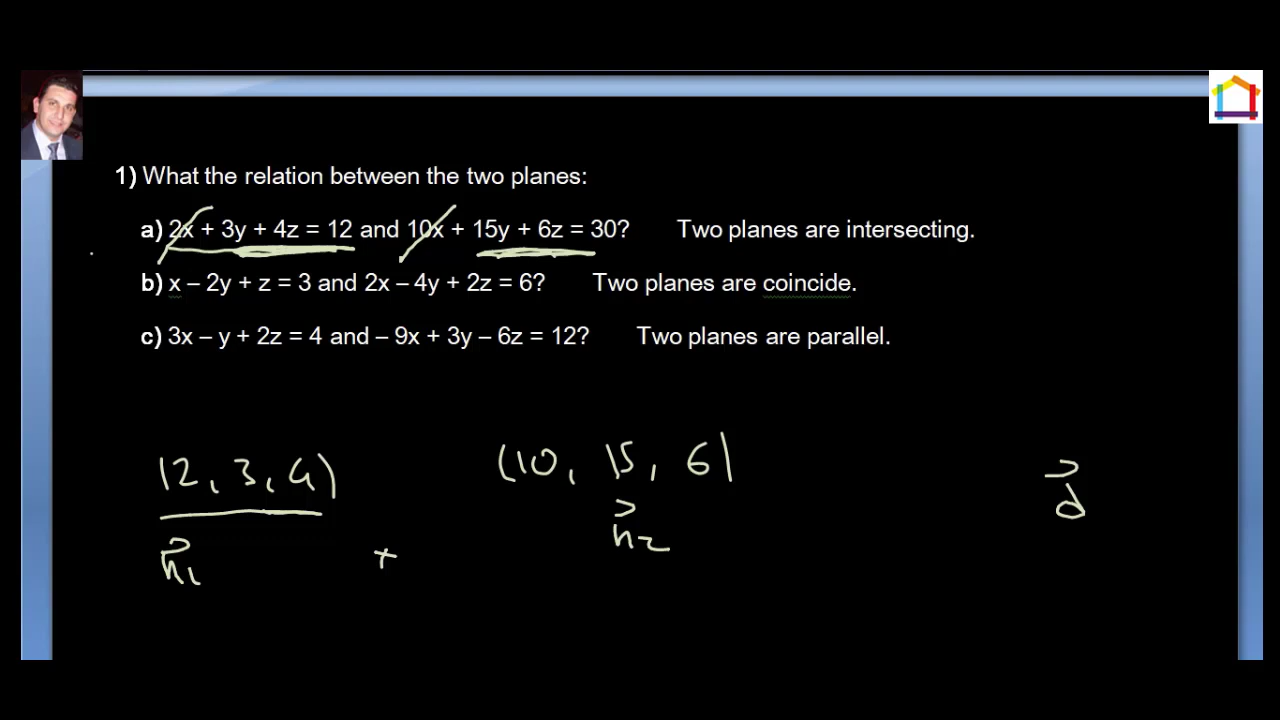 1) What the relation between the two planes:
a) 2x + 3y + 4z = 12 and 10x + 15y + 6z = 30? Two planes are intersecting.
b) x – 2y + z = 3 and 2x – 4y + 2z = 6? Two planes are coincide.
c) 3x – y + 2z = 4 and – 9x + 3y – 6z = 12? Two planes are parallel.
(2, 3, 4) (10, 15, 6)
n1 + n2 d